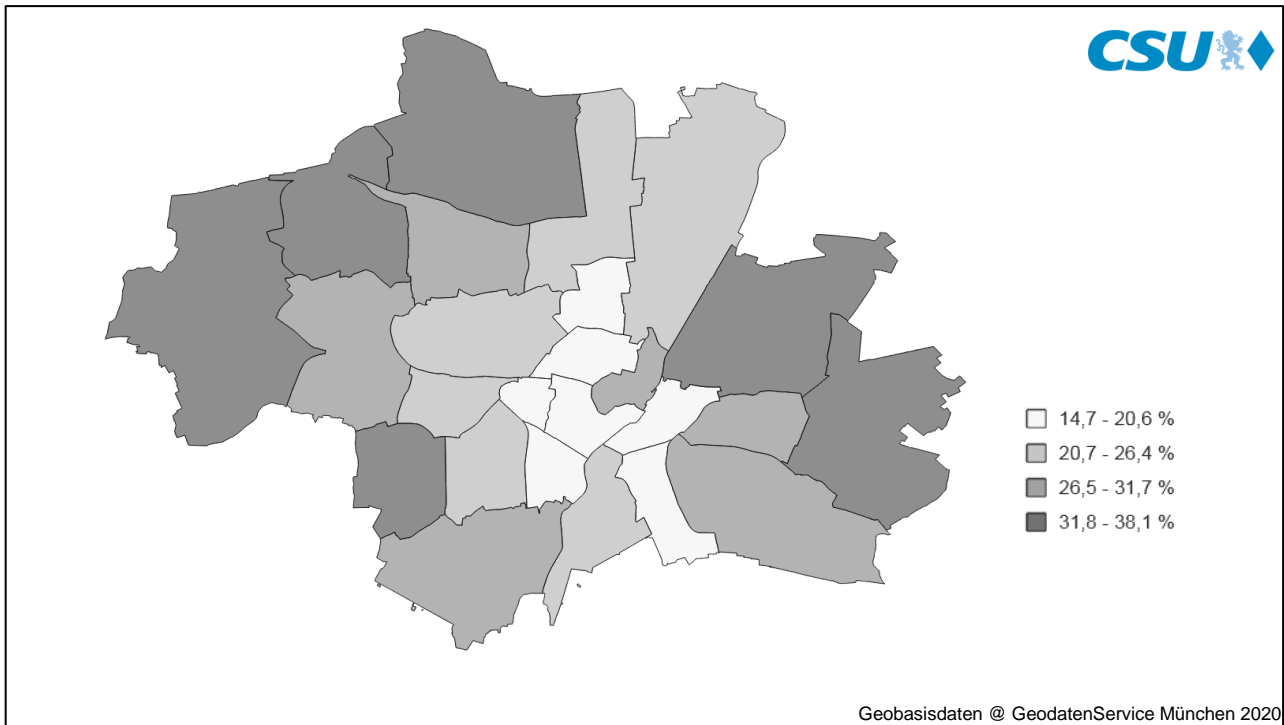 CSU
14,7 - 20,6 %
20,7 - 26,4 %
26,5 - 31,7 %
31,8 - 38,1 %
Geobasisdaten @ GeodatenService München 2020